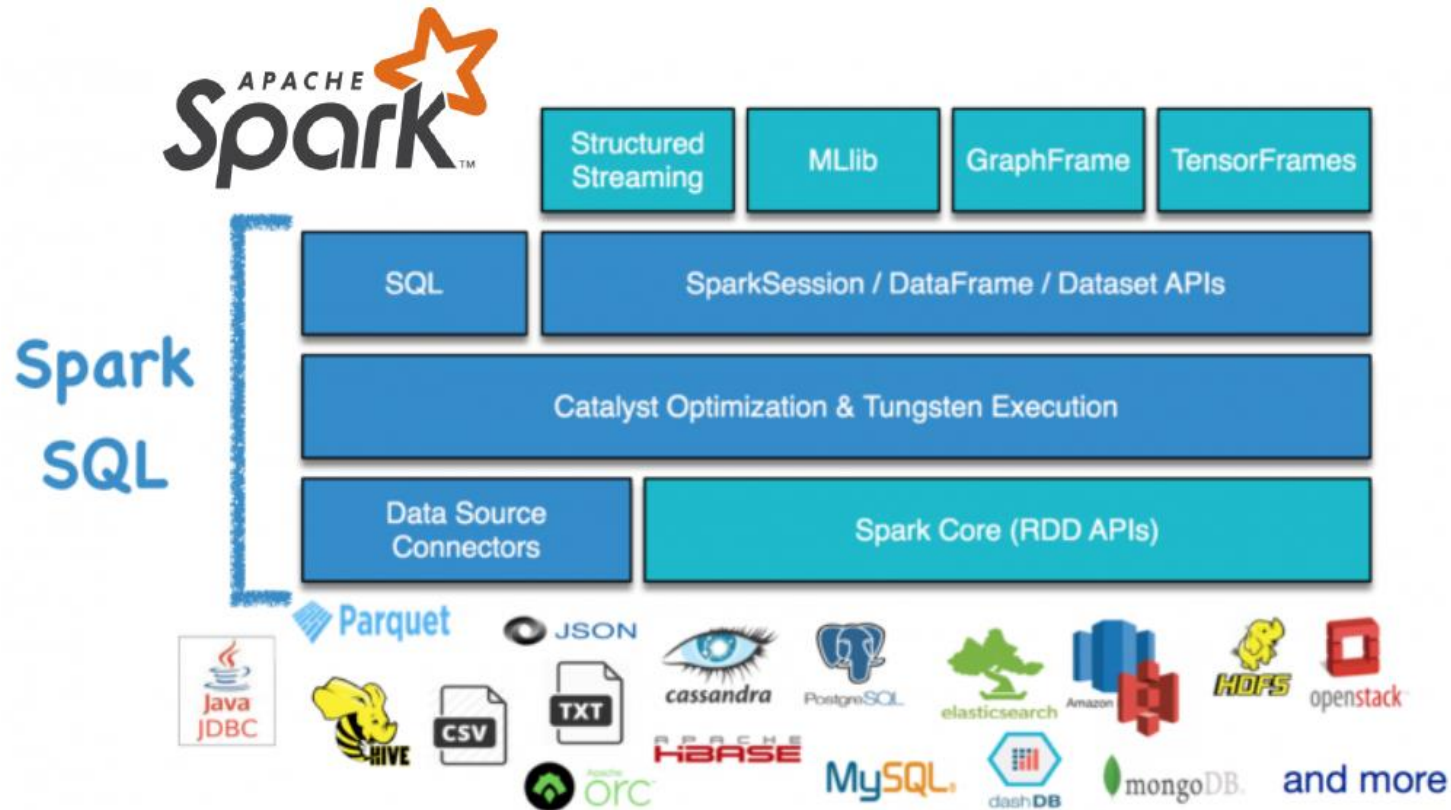 APACHE
Spark™
Structured
Streaming
MLlib
GraphFrame
TensorFrames
Spark
SQL
SQL
SparkSession / DataFrame / Dataset APIs
Catalyst Optimization & Tungsten Execution
Data Source
Connectors
Spark Core (RDD APIs)
Parquet
JSON
Java
JDBC
HIVE
CSV
TXT
cassandra
PostgreSQL
elasticsearch
Amazon
HDFS
openstack
APACHE
HBASE
Apache
orc
MySQL.
dashDB
mongoDB.
and more